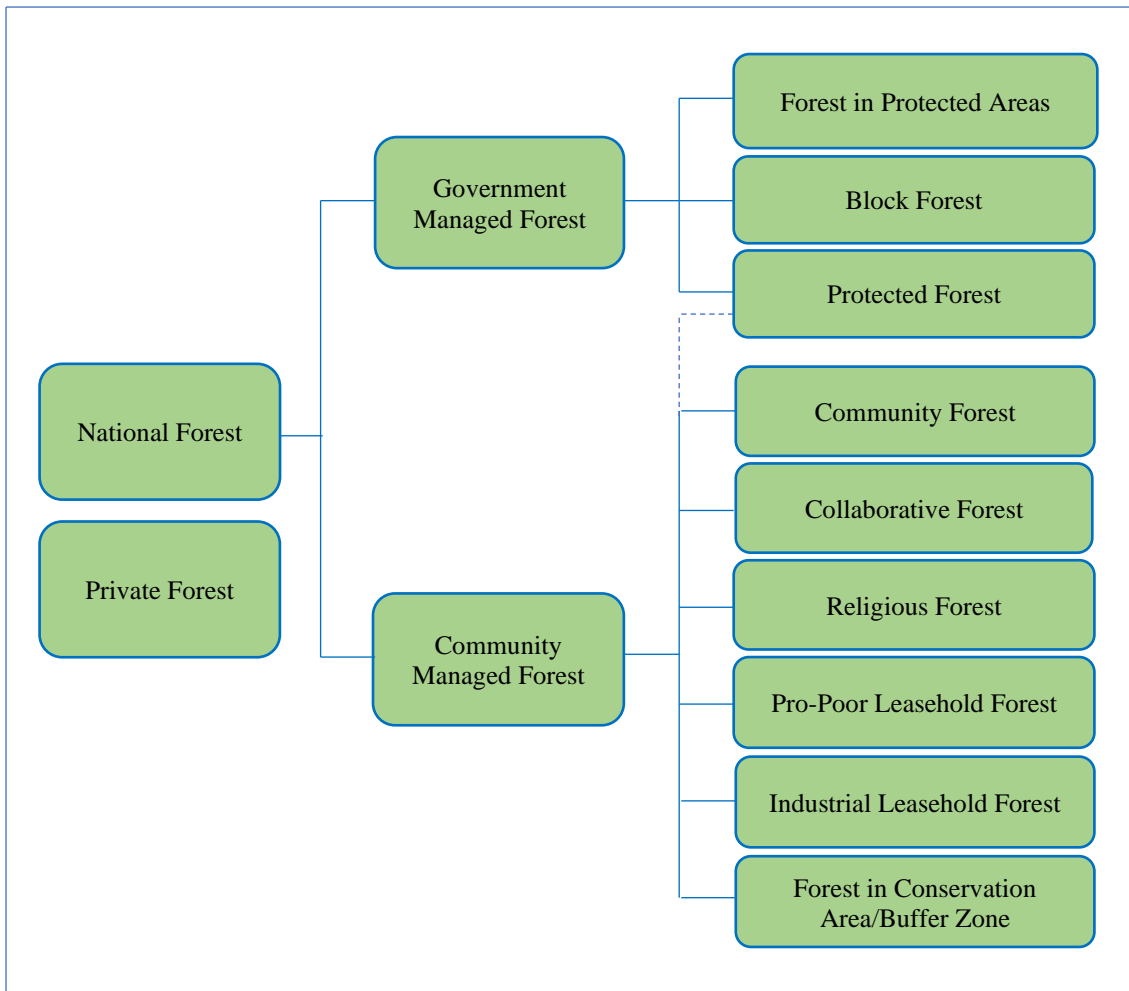 National Forest
Private Forest
Government
Managed Forest
Community
Managed Forest
Forest in Protected Areas
Block Forest
Protected Forest
Community Forest
Collaborative Forest
Religious Forest
Pro-Poor Leasehold Forest
Industrial Leasehold Forest
Forest in Conservation
Area/Buffer Zone